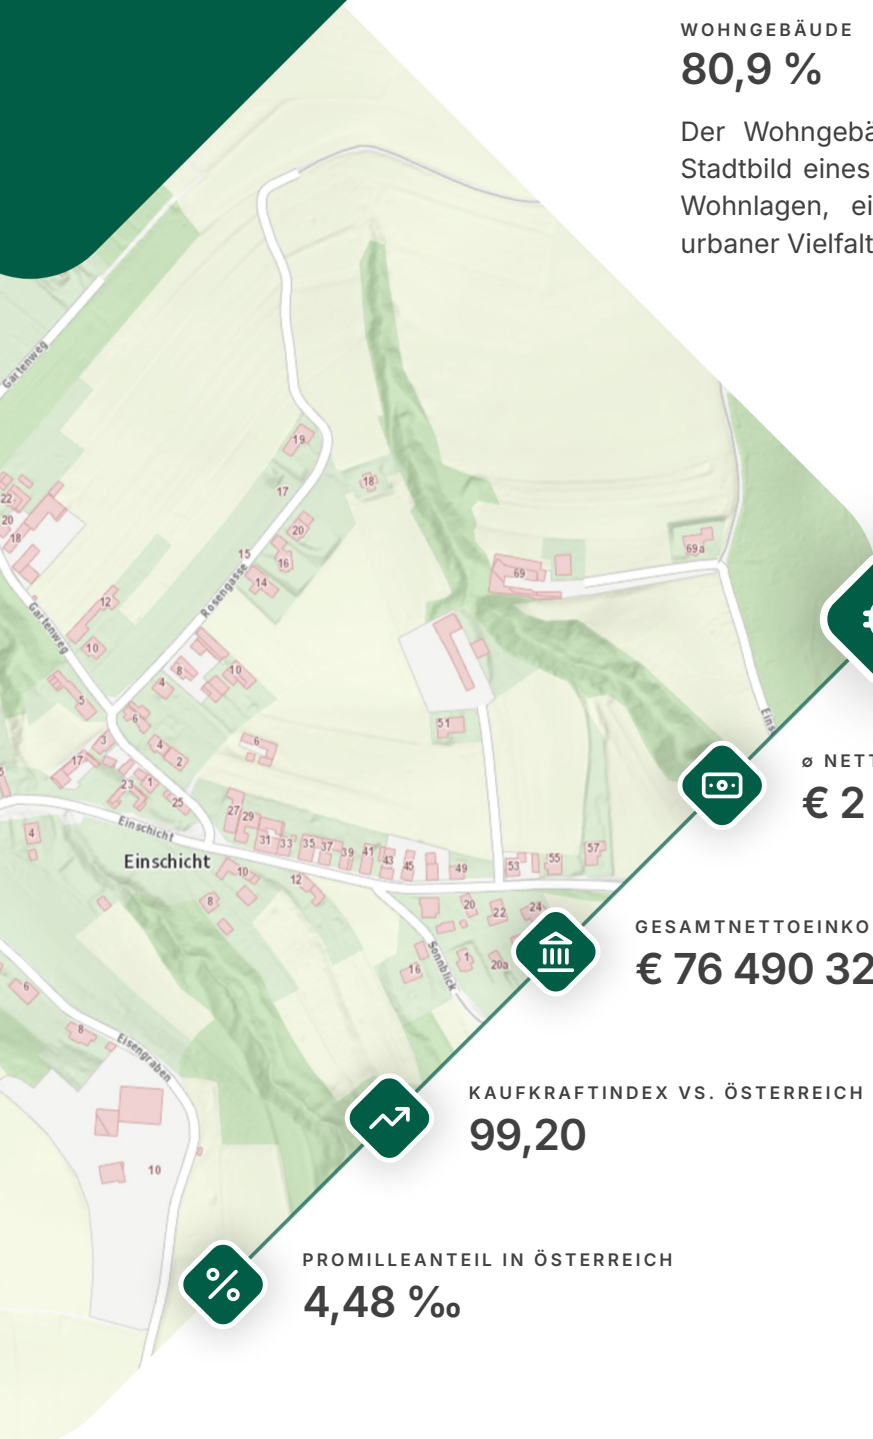 WOHNGEBÄUDE
80,9 %
Der Wohngebä
Stadtbild eines
Wohnlagen, ei
urbaner Vielfalt
Gartenweg
19
17
18
22
20
18
20
15
16
14
Rosengasse
69a
69
12
Gartenweg
10
8
10
4
5
6
51
3
4
2
6
17
23
1
25
Eins
ø NETT
€ 2
27
29
31
33
35
37
39
41
43
45
49
53
55
57
4
Einschicht
Einschicht
10
12
8
20
22
24
GESAMTNETTOEINKO
€ 76 490 32
Sonnblick
16
1
20a
6
8
Eisengraben
KAUFKRAFTINDEX VS. ÖSTERREICH
99,20
10
PROMILLEANTEIL IN ÖSTERREICH
4,48 ‰